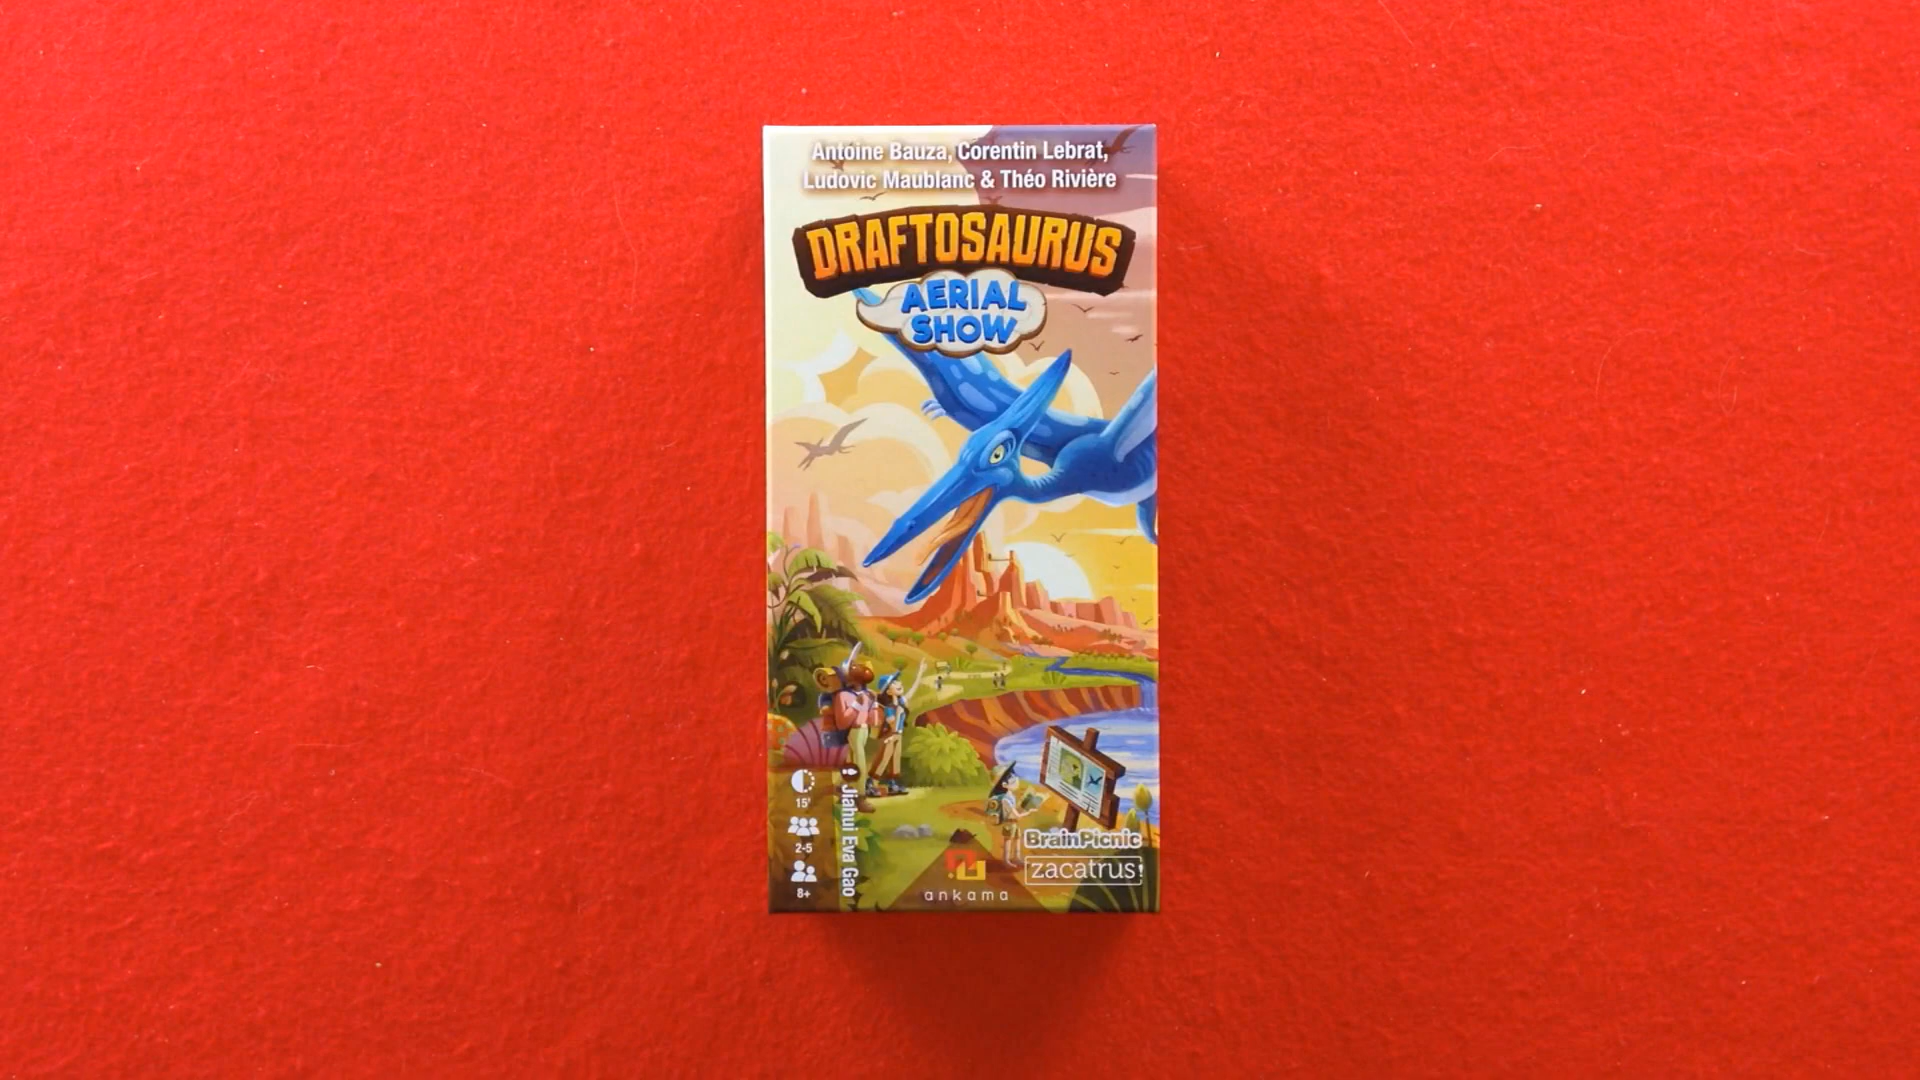 Antoine Bauza, Corentin Lebrat,
Ludovic Maublanc & Théo Rivière
DRAFTOSAURUS
AERIAL
SHOW
15'
2-5
8+
Jiahui Eva Gao
ankama
BrainPicnic
zacatrus!